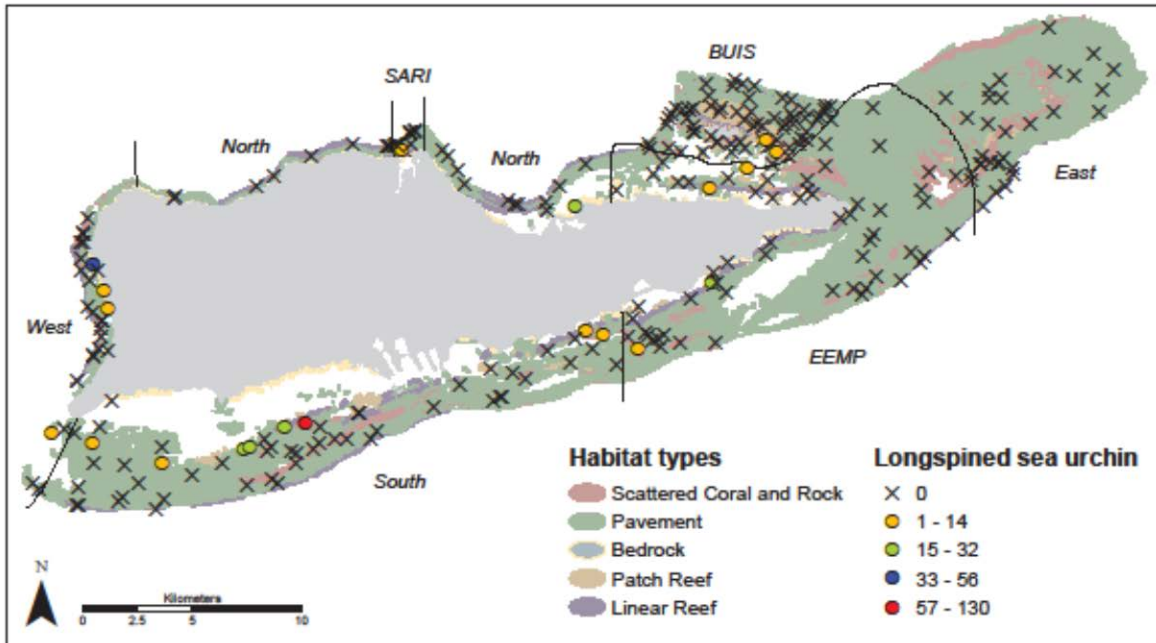 BUIS
SARI
North
North
East
West
EEMP
South
Habitat types
Scattered Coral and Rock
Pavement
Bedrock
Patch Reef
Linear Reef
Longspined sea urchin
0
1 - 14
15 - 32
33 - 56
57 - 130
N
Kilometers
0 2.5 5 10